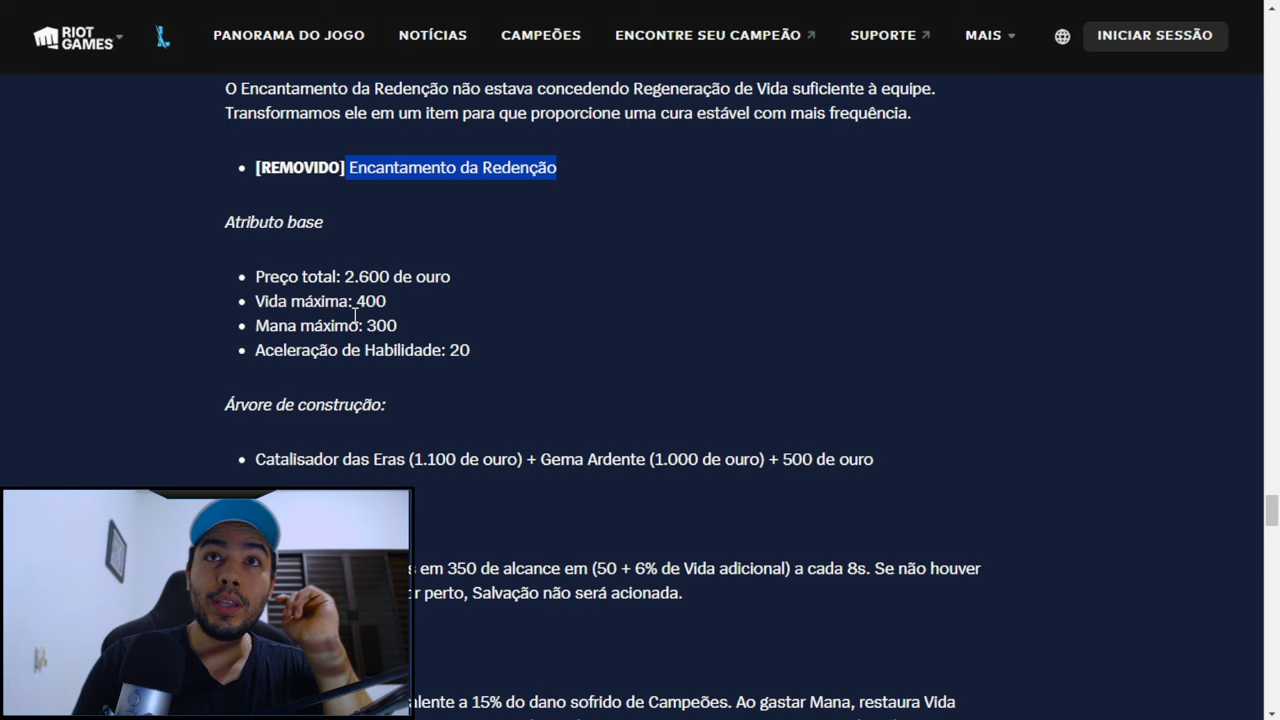 RIOT GAMES PANORAMA DO JOGO NOTÍCIAS CAMPEÕES ENCONTRE SEU CAMPEÃO SUPORTE MAIS INICIAR SESSÃO
O Encantamento da Redenção não estava concedendo Regeneração de Vida suficiente à equipe.
Transformamos ele em um item para que proporcione uma cura estável com mais frequência.
• [REMOVIDO] Encantamento da Redenção
Atributo base
• Preço total: 2.600 de ouro
• Vida máxima: 400
• Mana máximo: 300
• Aceleração de Habilidade: 20
Árvore de construção:
• Catalisador das Eras (1.100 de ouro) + Gema Ardente (1.000 de ouro) + 500 de ouro
em 350 de alcance em (50 + 6% de Vida adicional) a cada 8s. Se não houver
perto, Salvação não será acionada.
a 15% do dano sofrido de Campeões. Ao gastar Mana, restaura Vida